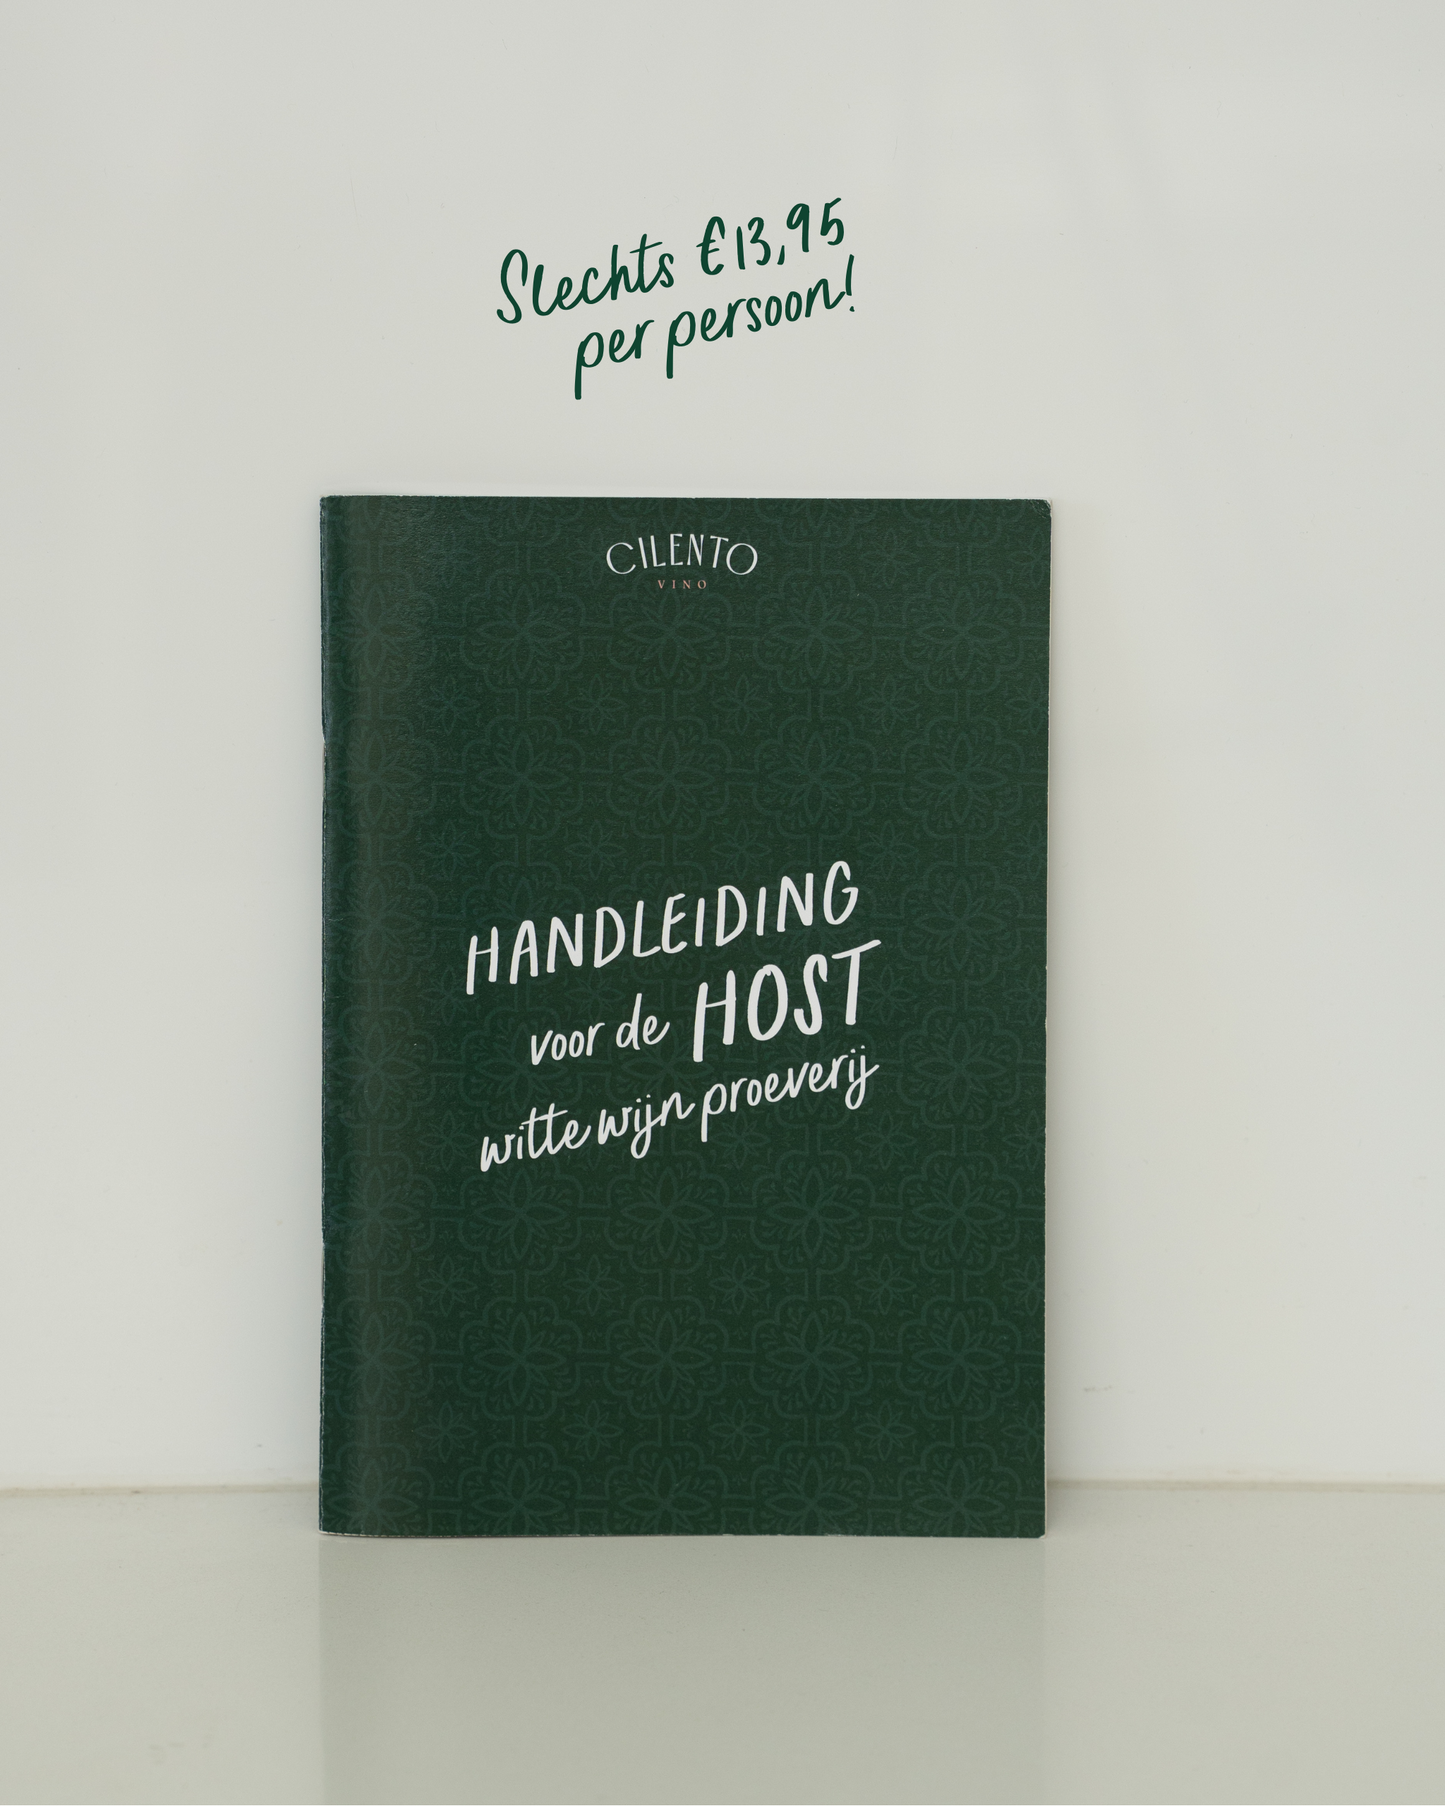 Slechts €13,95
per persoon!
CILENTO
VINO
HANDLEIDING
voor de HOST
witte wijn proeverij